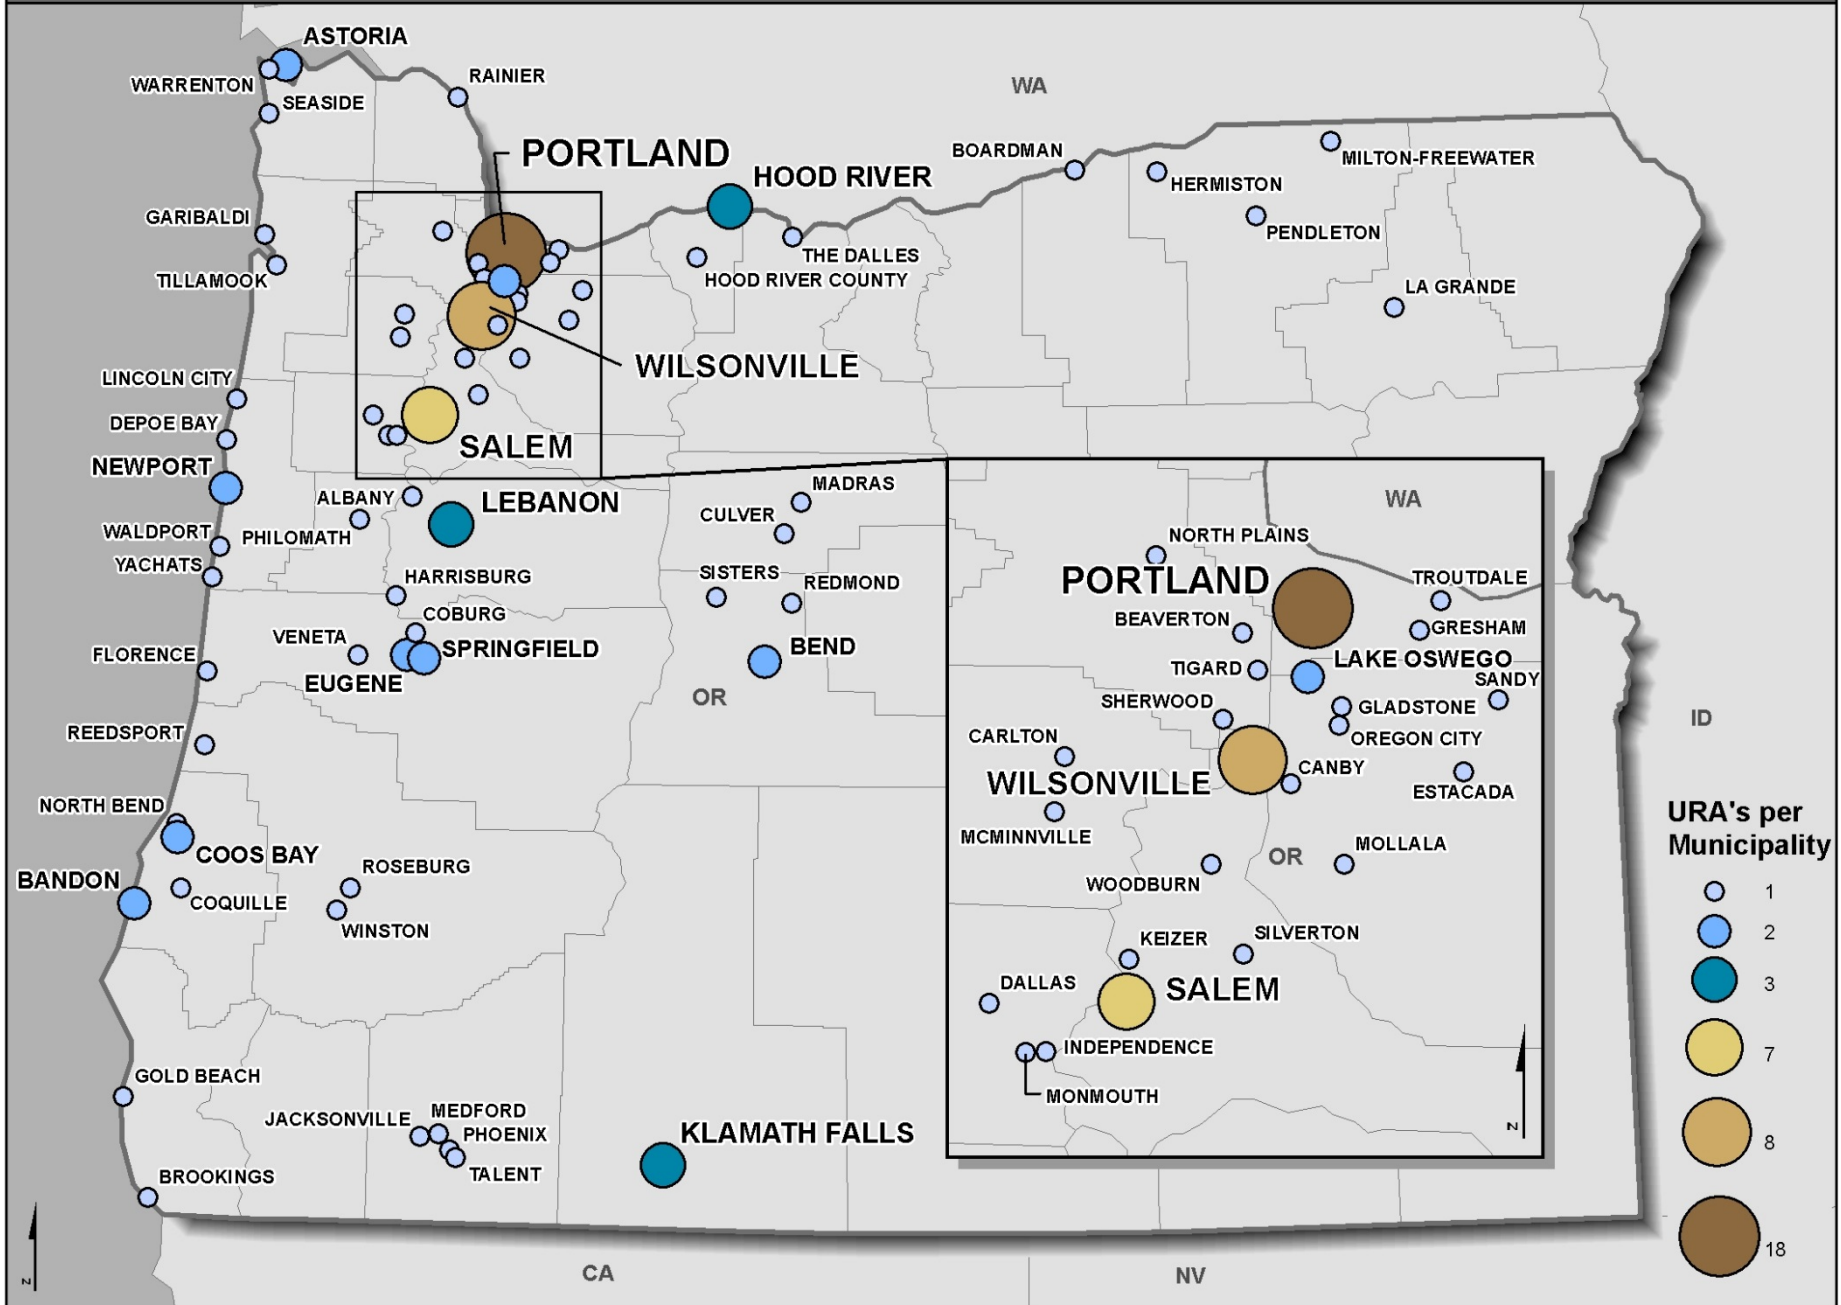 ASTORIA
WARRENTON
SEASIDE
RAINIER
WA
PORTLAND
HOOD RIVER
BOARDMAN
MILTON-FREEWATER
HERMISTON
PENDLETON
GARIBALDI
TILLAMOOK
THE DALLES
HOOD RIVER COUNTY
LA GRANDE
WILSONVILLE
LINCOLN CITY
DEPOE BAY
NEWPORT
SALEM
ALBANY
LEBANON
PHILOMATH
WALDPORT
YACHATS
MADRAS
CULVER
SISTERS
REDMOND
BEND
HARRISBURG
COBURG
VENETA
SPRINGFIELD
EUGENE
FLORENCE
OR
REEDSPORT
NORTH BEND
COOS BAY
BANDON
COQUILLE
ROSEBURG
WINSTON
GOLD BEACH
JACKSONVILLE
MEDFORD
PHOENIX
TALENT
KLAMATH FALLS
BROOKINGS
N
CA
NV
ID
WA
NORTH PLAINS
PORTLAND
TROUTDALE
BEAVERTON
GRESHAM
TIGARD
LAKE OSWEGO
SANDY
SHERWOOD
GLADSTONE
OREGON CITY
CARLTON
WILSONVILLE
CANBY
ESTACADA
MCMINNVILLE
OR
MOLLALA
WOODBURN
KEIZER
SILVERTON
DALLAS
SALEM
INDEPENDENCE
MONMOUTH
N
URA's per
Municipality
1
2
3
7
8
18